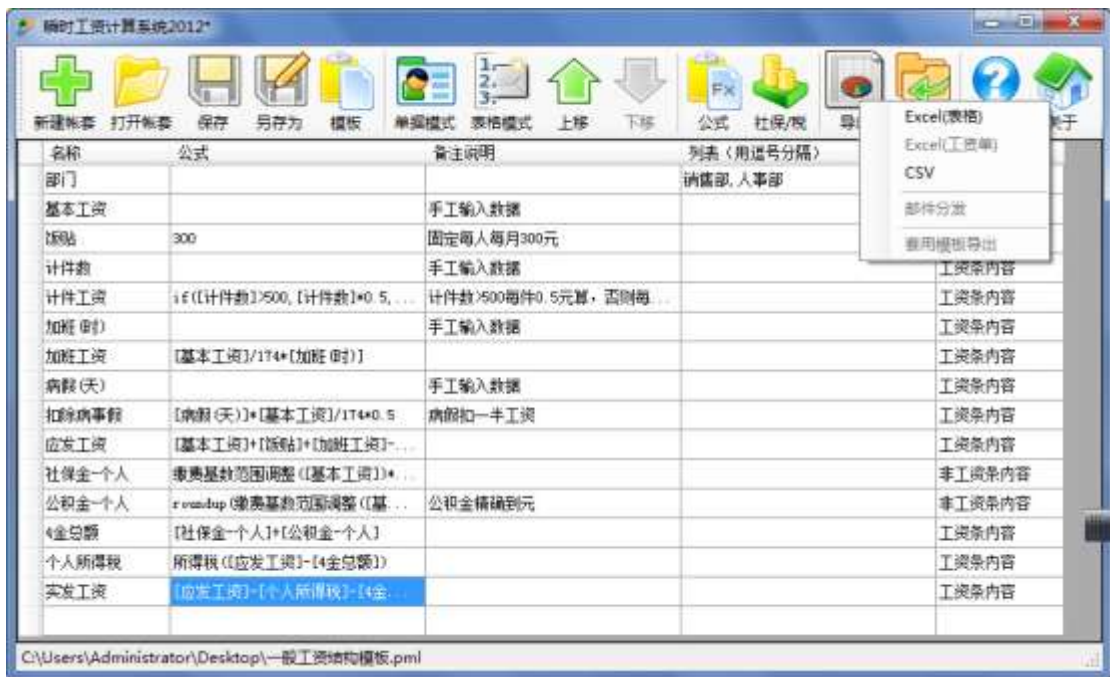 瞬时工资计算系统2012*
新建帐套 打开帐套 保存 另存为 模板 单据模式 表格模式 上移 下移 公式 社保/税
Excel(表格)
Excel(工资单)
CSV
邮件分发
套用模板导出
名称 公式 备注说明 列表（用逗号分隔）
部门 销售部,人事部
基本工资 手工输入数据
饭贴 300 固定每人每月300元
计件数 手工输入数据 工资条内容
计件工资 if([计件数]>500,[计件数]*0.5,... 计件数>500每件0.5元算，否则每... 工资条内容
加班(时) 手工输入数据 工资条内容
加班工资 [基本工资]/174*[加班(时)] 工资条内容
病假(天) 手工输入数据 工资条内容
扣除病事假 [病假(天)]*[基本工资]/174*0.5 病假扣一半工资 工资条内容
应发工资 [基本工资]+[饭贴]+[加班工资]-... 工资条内容
社保金-个人 缴费基数范围调整([基本工资])*... 非工资条内容
公积金-个人 roundup(缴费基数范围调整([基... 公积金精确到元 非工资条内容
4金总额 [社保金-个人]+[公积金-个人] 工资条内容
个人所得税 所得税([应发工资]-[4金总额]) 工资条内容
实发工资 [应发工资]-[个人所得税]-[4金... 工资条内容
C:\Users\Administrator\Desktop\一般工资结构模板.pml